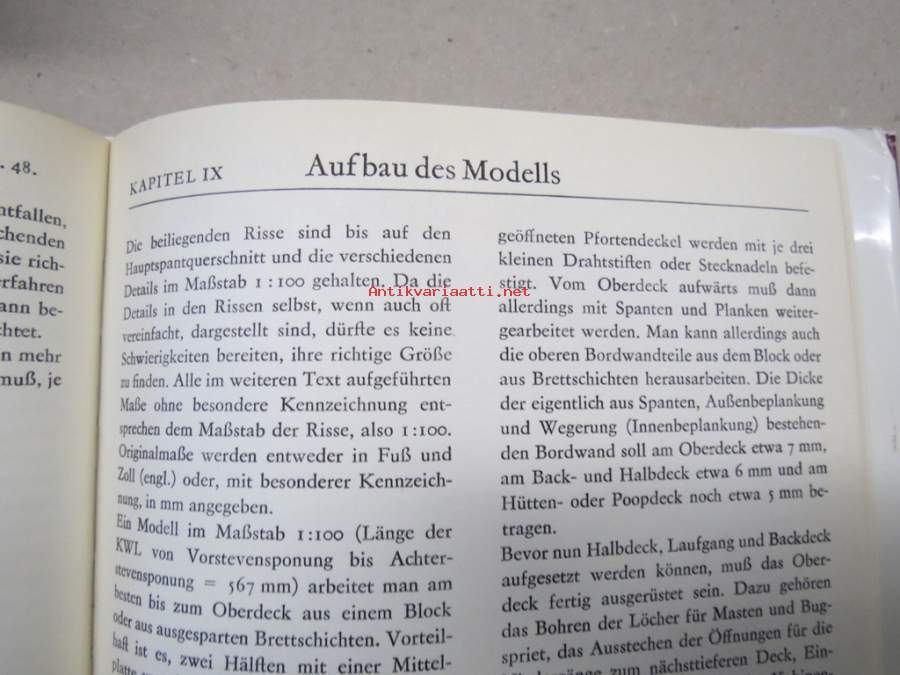 . 48.
ntfallen,
chenden
sie rich-
erfahren
ann be-
chtet.
n mehr
muß, je
KAPITEL IX
Aufbau des Modells
Die beiliegenden Risse sind bis auf den
Hauptspantquerschnitt und die verschiedenen
Details im Maßstab 1:100 gehalten. Da die
Details in den Rissen selbst, wenn auch oft
vereinfacht, dargestellt sind, dürfte es keine
Schwierigkeiten bereiten, ihre richtige Größe
zu finden. Alle im weiteren Text aufgeführten
Maße ohne besondere Kennzeichnung ent-
sprechen dem Maßstab der Risse, also 1:100.
Originalmaße werden entweder in Fuß und
Zoll (engl.) oder, mit besonderer Kennzeich-
nung, in mm angegeben.
Ein Modell im Maßstab 1:100 (Länge der
KWL von Vorstevensponung bis Achter-
stevensponung = 567 mm) arbeitet man am
besten bis zum Oberdeck aus einem Block
oder aus ausgesparten Brettschichten. Vorteil-
haft ist es, zwei Hälften mit einer Mittel-
platte
geöffneten Pfortendeckel werden mit je drei
kleinen Drahtstiften oder Stecknadeln befe-
stigt. Vom Oberdeck aufwärts muß dann
allerdings mit Spanten und Planken weiter-
gearbeitet werden. Man kann allerdings auch
die oberen Bordwandteile aus dem Block oder
aus Brettschichten herausarbeiten. Die Dicke
der eigentlich aus Spanten, Außenbeplankung
und Wegerung (Innenbeplankung) bestehen-
den Bordwand soll am Oberdeck etwa 7 mm,
am Back- und Halbdeck etwa 6 mm und am
Hütten- oder Poopdeck noch etwa 5 mm be-
tragen.
Bevor nun Halbdeck, Laufgang und Backdeck
aufgesetzt werden können, muß das Ober-
deck fertig ausgerüstet sein. Dazu gehören
das Bohren der Löcher für Masten und Bug-
spriet, das Ausstechen der Öffnungen für die
zum nächsttieferen Deck, Ein-
Antikvariaatti.net